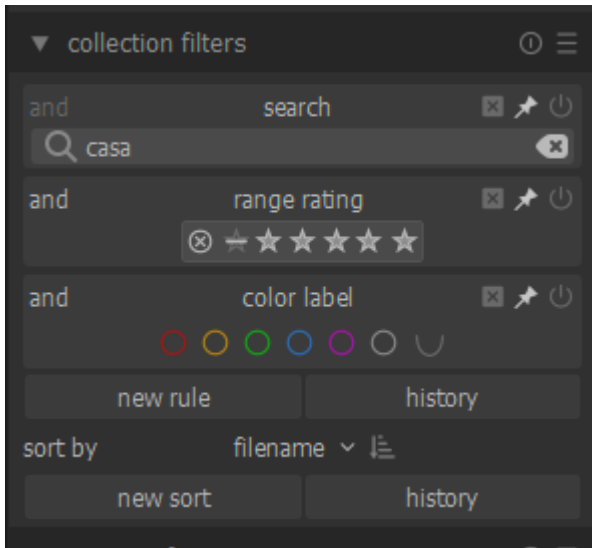 collection filters
and search
casa
and range rating
and color label
new rule history
sort by filename
new sort history